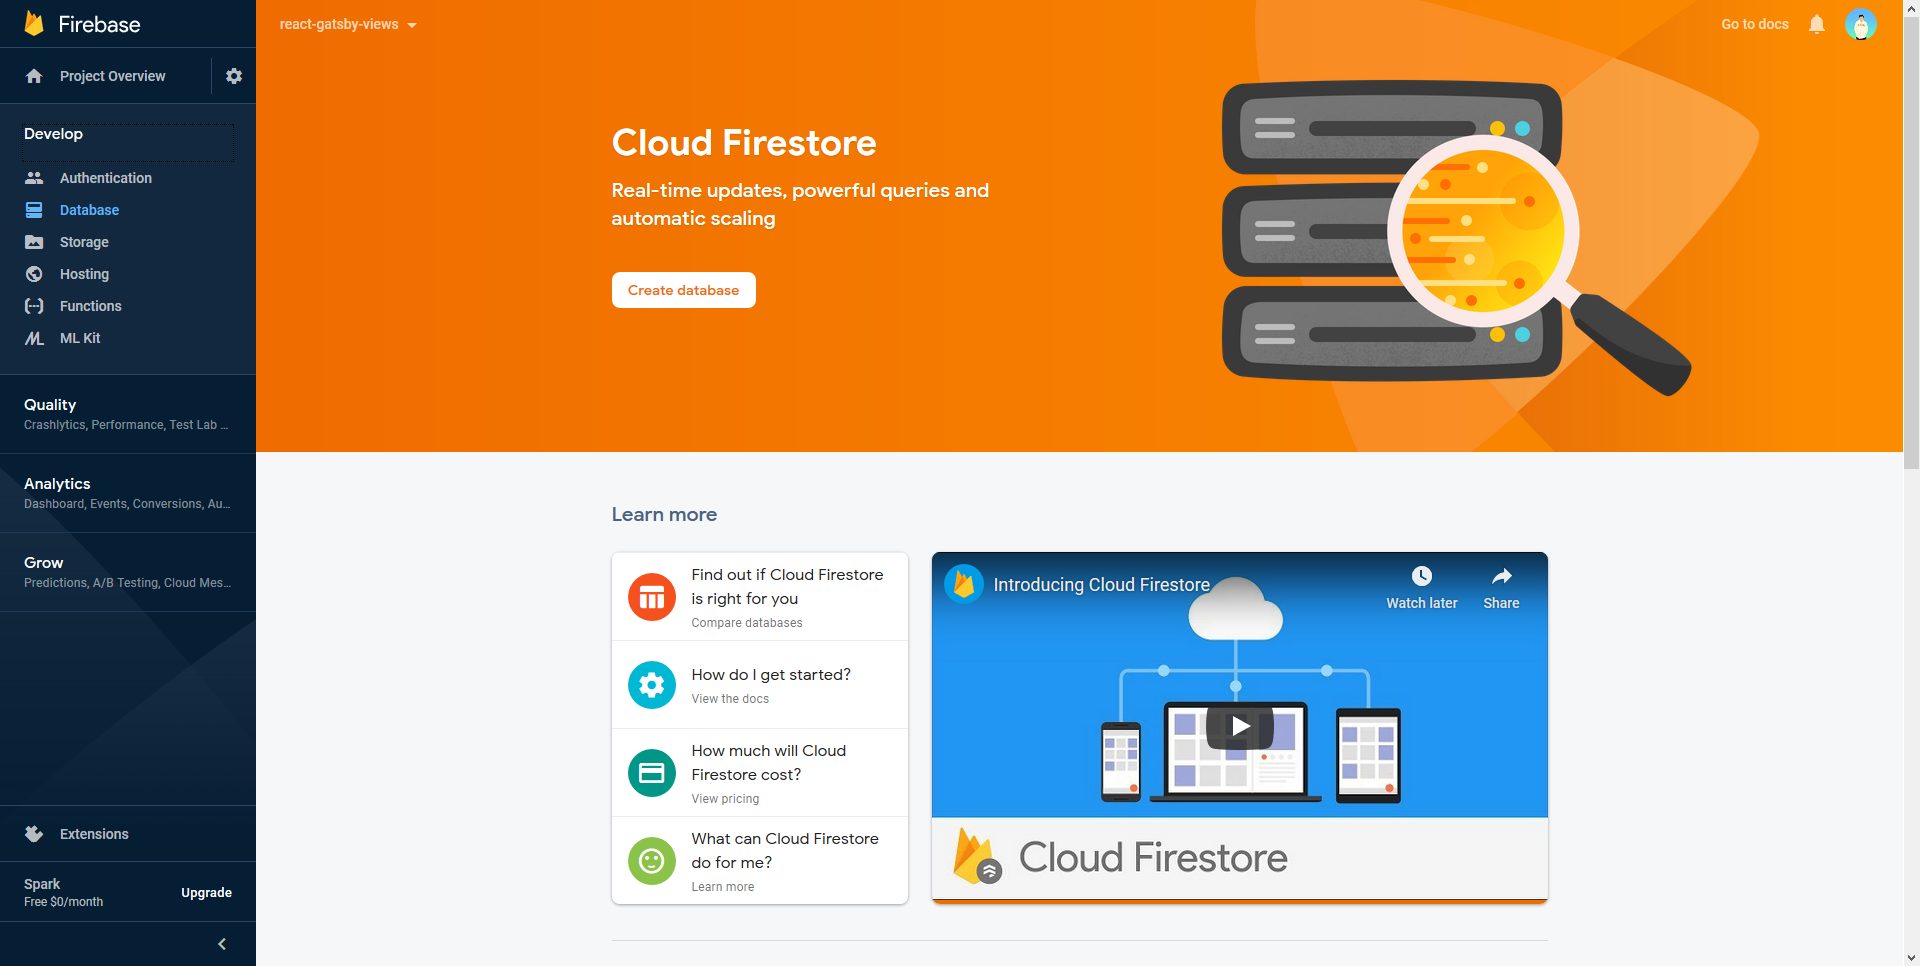 Firebase
Project Overview
Develop
Authentication
Database
Storage
Hosting
Functions
ML Kit
Quality
Crashlytics, Performance, Test Lab ...
Analytics
Dashboard, Events, Conversions, Au...
Grow
Predictions, A/B Testing, Cloud Mes...
Extensions
Spark
Free $0/month
Upgrade
react-gatsby-views
Go to docs
Cloud Firestore
Real-time updates, powerful queries and
automatic scaling
Create database
Learn more
Find out if Cloud Firestore
is right for you
Compare databases
How do I get started?
View the docs
How much will Cloud
Firestore cost?
View pricing
What can Cloud Firestore
do for me?
Learn more
Introducing Cloud Firestore
Watch later
Share
Cloud Firestore